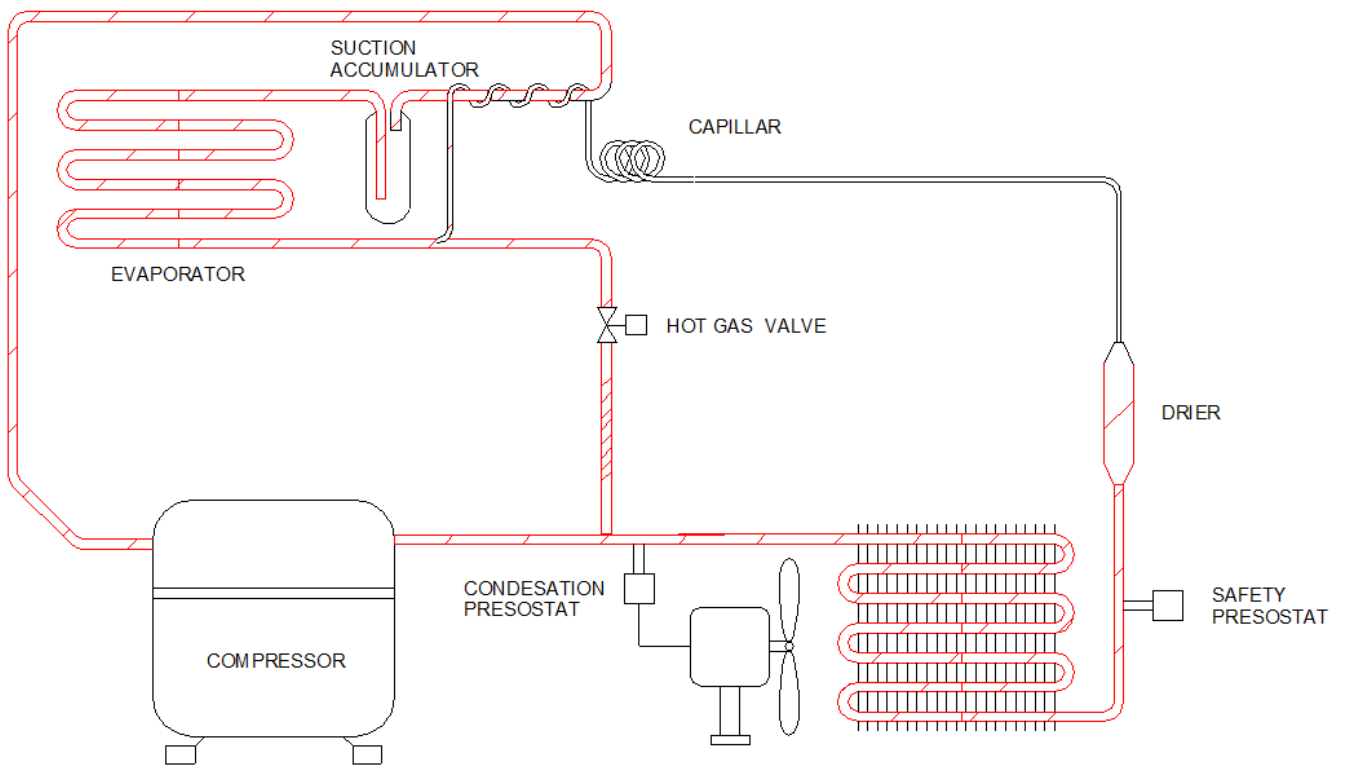 SUCTION
ACCUMULATOR
CAPILLAR
EVAPORATOR
HOT GAS VALVE
DRIER
CONDESATION
PRESOSTAT
SAFETY
PRESOSTAT
COMPRESSOR